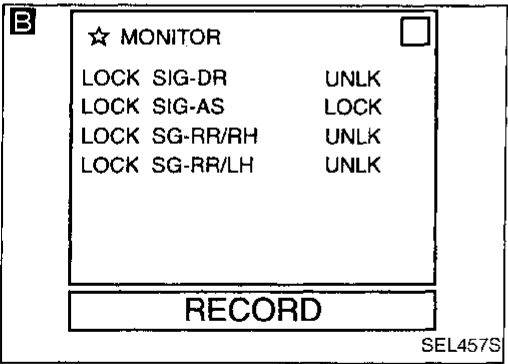 B
☆ MONITOR
LOCK SIG-DR UNLK
LOCK SIG-AS LOCK
LOCK SG-RR/RH UNLK
LOCK SG-RR/LH UNLK
RECORD
SEL457S